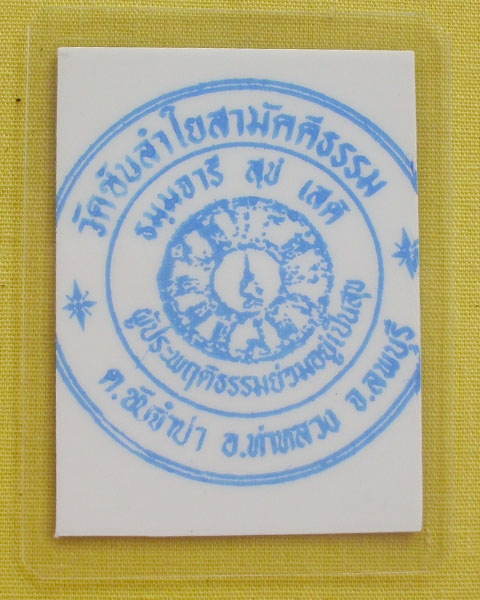 วัดซับลำใยสามัคคีธรรม
ธมฺมจารี สุขํ เสติ
ผู้ประพฤติธรรมย่อมอยู่เป็นสุข
ต.ซับจำปา อ.ท่าหลวง จ.ลพบุรี